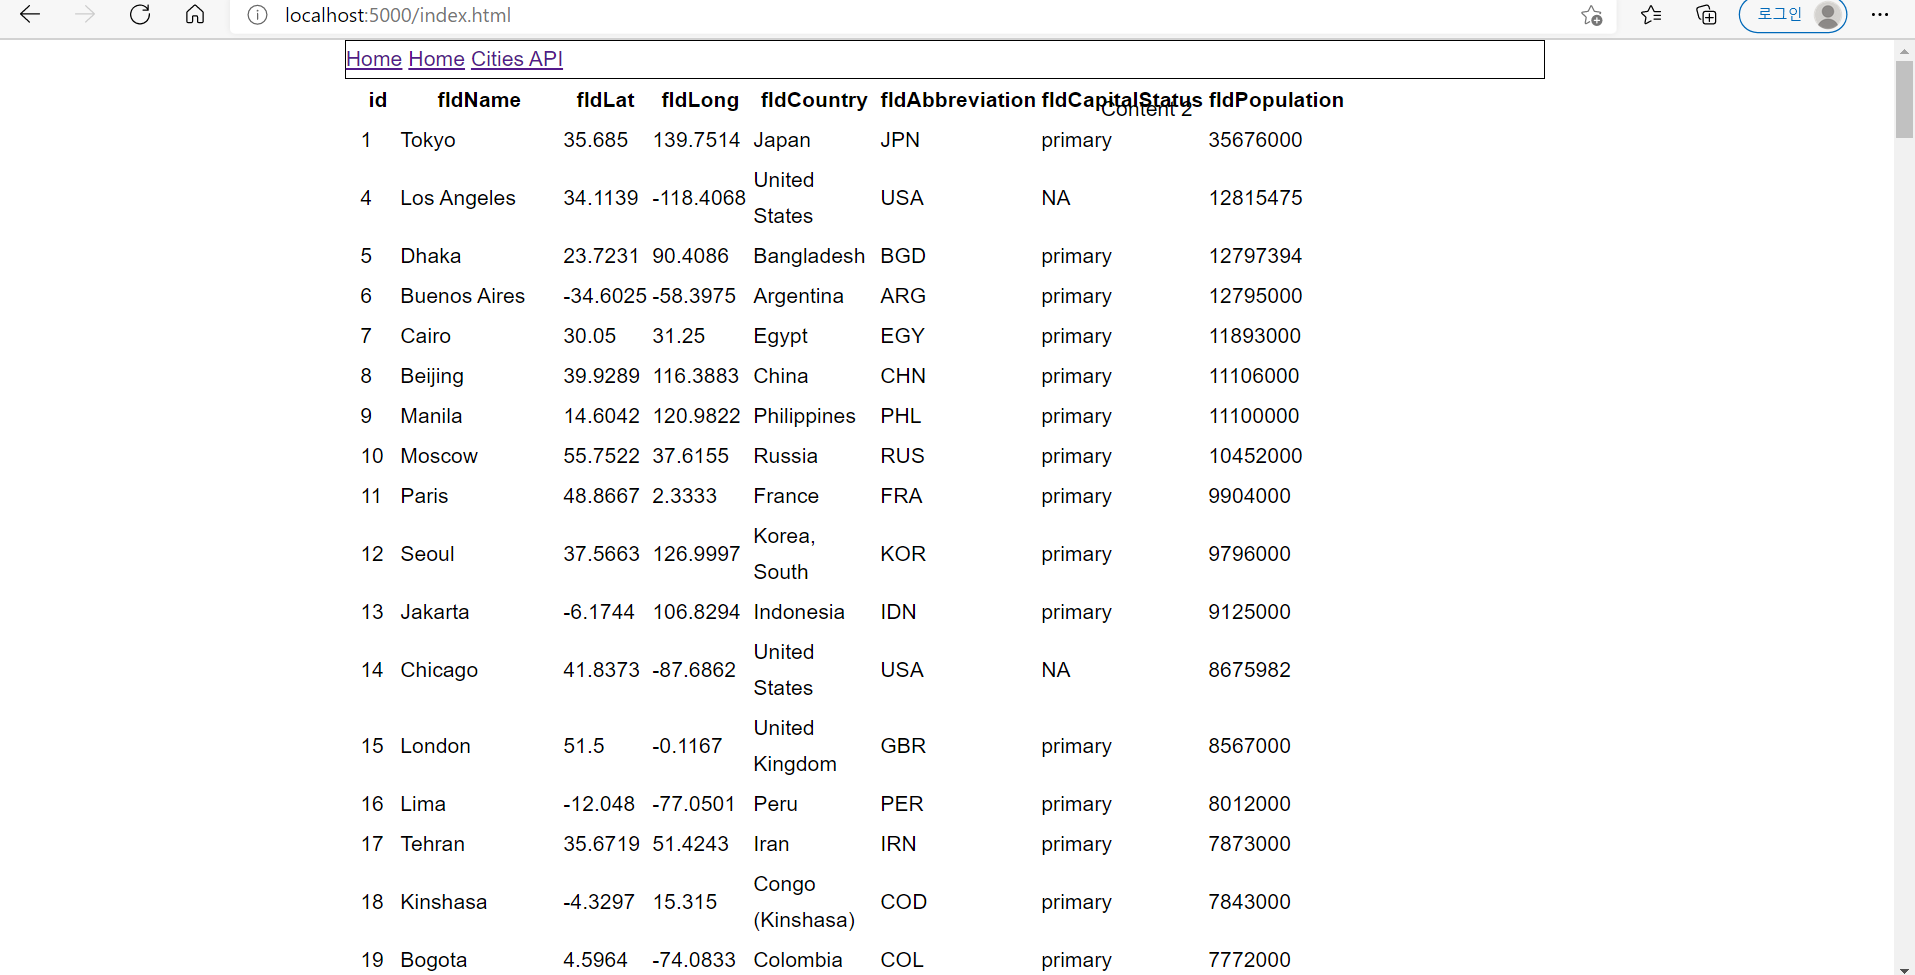 localhost:5000/index.html 로그인
Home Home Cities API
id fldName fldLat fldLong fldCountry fldAbbreviation fldCapitalStatus fldPopulation
Content 2
1 Tokyo 35.685 139.7514 Japan JPN primary 35676000
4 Los Angeles 34.1139 -118.4068 United States USA NA 12815475
5 Dhaka 23.7231 90.4086 Bangladesh BGD primary 12797394
6 Buenos Aires -34.6025 -58.3975 Argentina ARG primary 12795000
7 Cairo 30.05 31.25 Egypt EGY primary 11893000
8 Beijing 39.9289 116.3883 China CHN primary 11106000
9 Manila 14.6042 120.9822 Philippines PHL primary 11100000
10 Moscow 55.7522 37.6155 Russia RUS primary 10452000
11 Paris 48.8667 2.3333 France FRA primary 9904000
12 Seoul 37.5663 126.9997 Korea, South KOR primary 9796000
13 Jakarta -6.1744 106.8294 Indonesia IDN primary 9125000
14 Chicago 41.8373 -87.6862 United States USA NA 8675982
15 London 51.5 -0.1167 United Kingdom GBR primary 8567000
16 Lima -12.048 -77.0501 Peru PER primary 8012000
17 Tehran 35.6719 51.4243 Iran IRN primary 7873000
18 Kinshasa -4.3297 15.315 Congo (Kinshasa) COD primary 7843000
19 Bogota 4.5964 -74.0833 Colombia COL primary 7772000